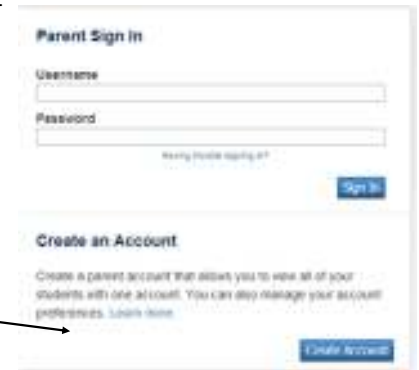 Parent Sign In
Username
Password
Having trouble signing in?
Sign In
Create an Account
Create a parent account that allows you to view all of your
students with one account. You can also manage your account
preferences. Learn more
Create Account